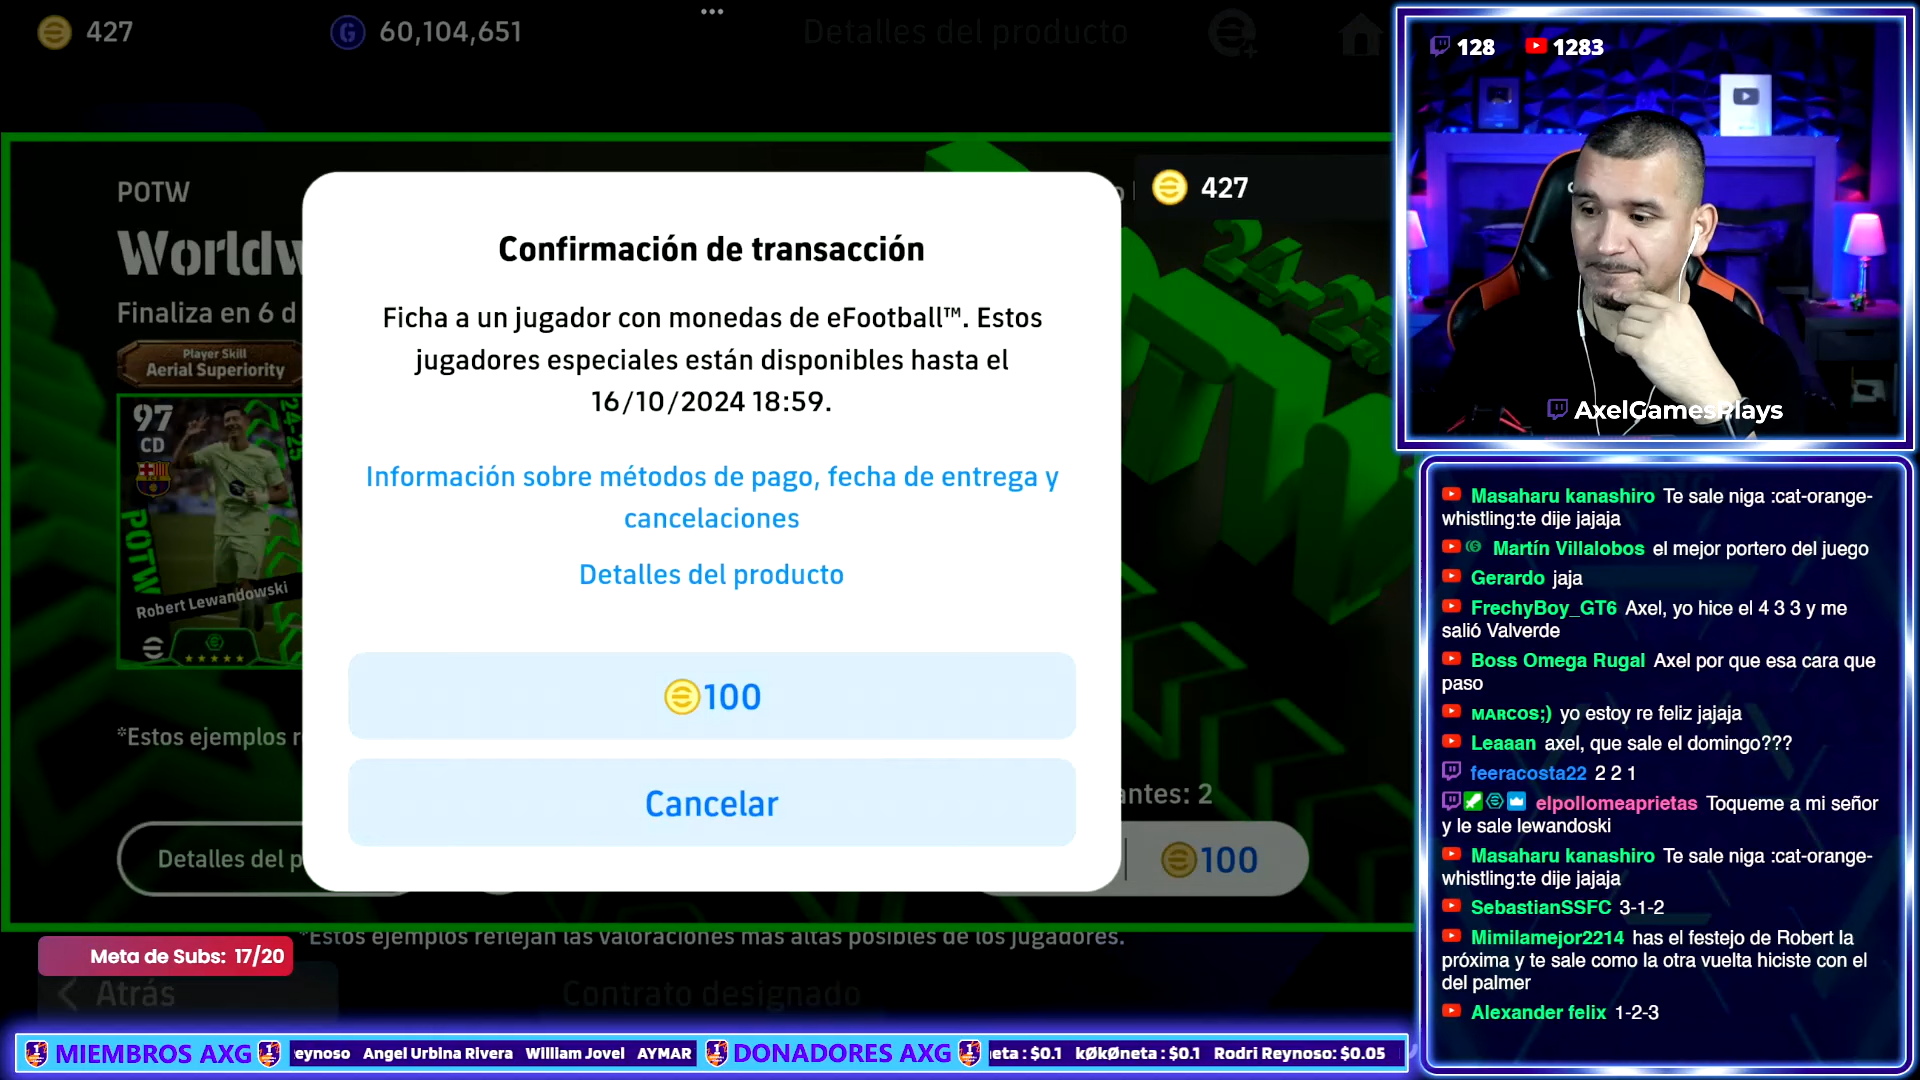 427
60,104,651
Detalles del producto
POTW
Worldw
Finaliza en 6 d
Player Skill
Aerial Superiority
97
CD
24-25
POTW
Robert Lewandowski
*Estos ejemplos r
Detalles del p
427
24-25
Confirmación de transacción
Ficha a un jugador con monedas de eFootball™. Estos
jugadores especiales están disponibles hasta el
16/10/2024 18:59.
Información sobre métodos de pago, fecha de entrega y
cancelaciones
Detalles del producto
100
Cancelar
antes: 2
100
*Estos ejemplos reflejan las valoraciones más altas posibles de los jugadores.
Meta de Subs: 17/20
Atrás
Contrato designado
MIEMBROS AXG
eynoso Angel Urbina Rivera William Jovel AYMAR
DONADORES AXG
eta : $0.1 kØkØneta : $0.1 Rodri Reynoso: $0.05
128
1283
AxelGamesPlays
Masaharu kanashiro Te sale niga :cat-orange-
whistling:te dije jajaja
Martín Villalobos el mejor portero del juego
Gerardo jaja
FrechyBoy_GT6 Axel, yo hice el 4 3 3 y me
salió Valverde
Boss Omega Rugal Axel por que esa cara que
paso
MARCOS;) yo estoy re feliz jajaja
Leaaan axel, que sale el domingo???
feeracosta22 2 2 1
elpollomeaprietas Toqueme a mi señor
y le sale lewandoski
Masaharu kanashiro Te sale niga :cat-orange-
whistling:te dije jajaja
SebastianSSFC 3-1-2
Mimilamejor2214 has el festejo de Robert la
próxima y te sale como la otra vuelta hiciste con el
del palmer
Alexander felix 1-2-3